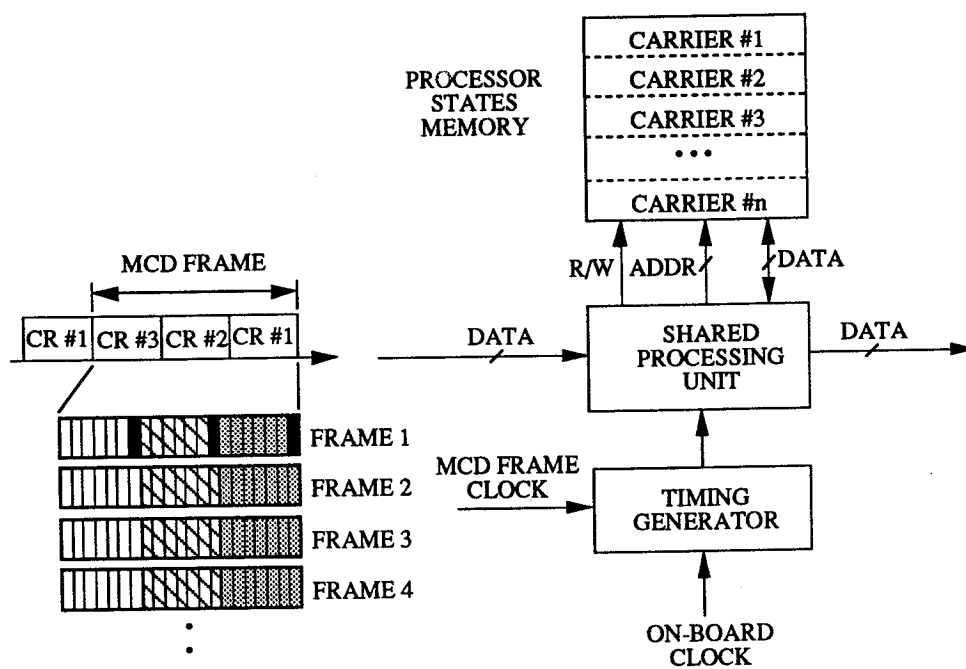 CARRIER #1
CARRIER #2
CARRIER #3
•••
CARRIER #n
PROCESSOR
STATES
MEMORY
R/W
ADDR
DATA
MCD FRAME
CR #1
CR #3
CR #2
CR #1
DATA
SHARED
PROCESSING
UNIT
DATA
FRAME 1
FRAME 2
FRAME 3
FRAME 4
MCD FRAME
CLOCK
TIMING
GENERATOR
ON-BOARD
CLOCK